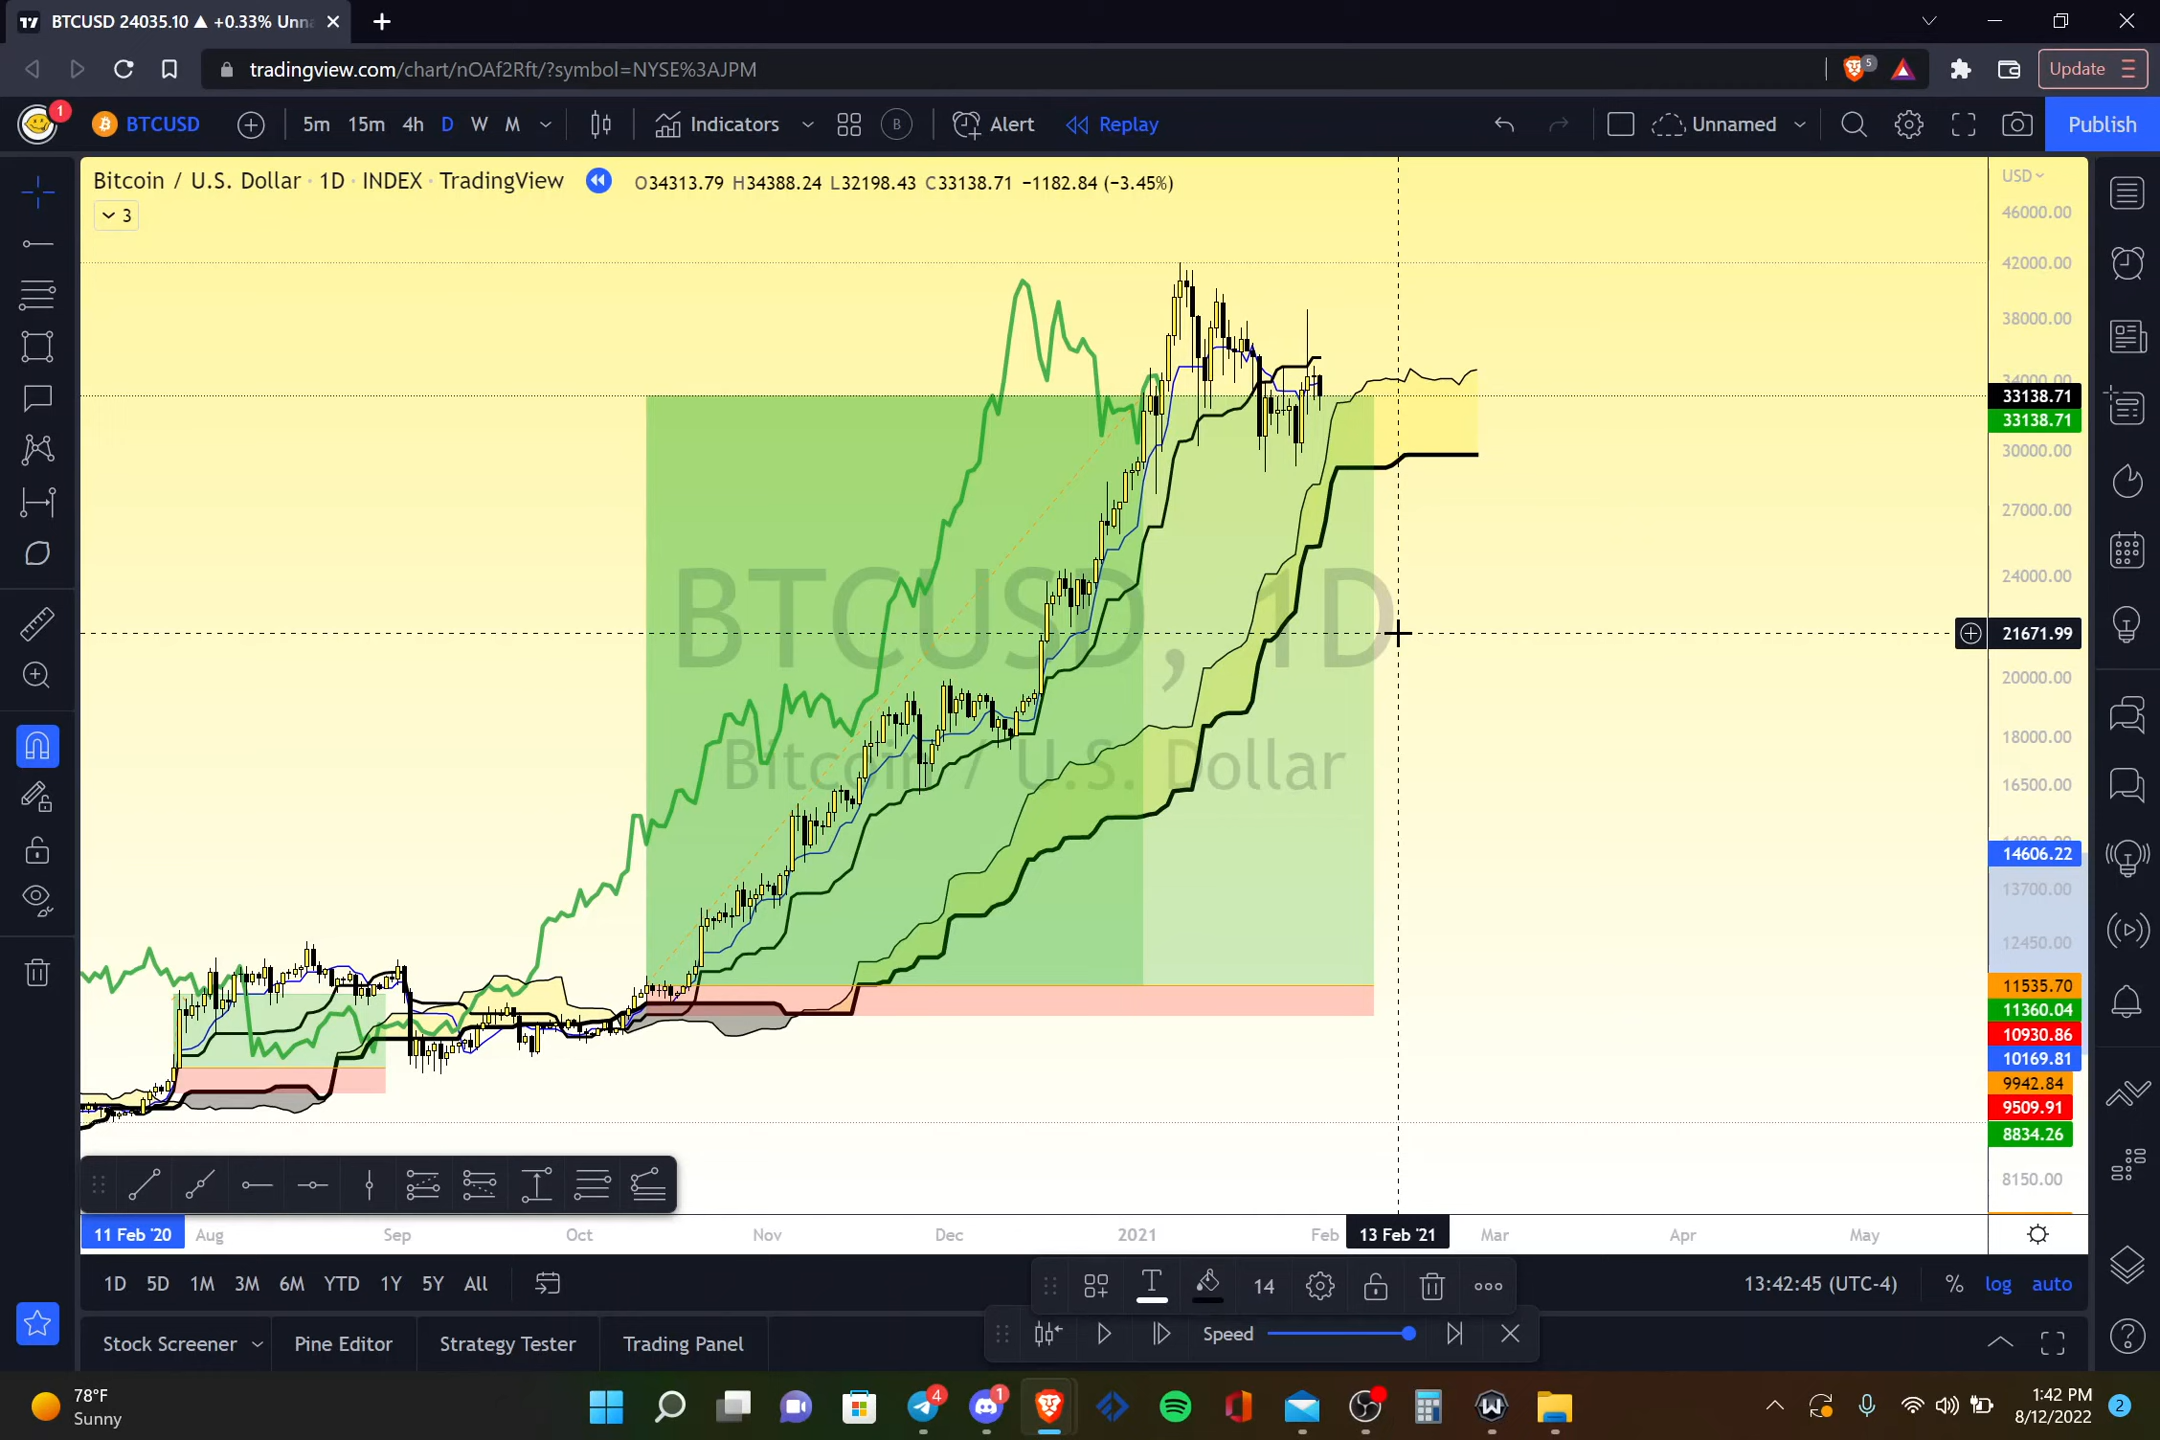 BTCUSD 24035.10 ▲ +0.33% Unn
tradingview.com/chart/nOAf2Rft/?symbol=NYSE%3AJPM
5
Update
1
BTCUSD
5m 15m 4h D W M
Indicators
B
Alert
Replay
Unnamed
Publish
Bitcoin / U.S. Dollar · 1D · INDEX · TradingView
O34313.79 H34388.24 L32198.43 C33138.71 −1182.84 (−3.45%)
3
USD
46000.00
42000.00
38000.00
34000.00
33138.71
33138.71
30000.00
27000.00
24000.00
21671.99
20000.00
18000.00
16500.00
14606.22
13700.00
12450.00
11535.70
11360.04
10930.86
10169.81
9942.84
9509.91
8834.26
8150.00
BTCUSD, 1D
Bitcoin / U.S. Dollar
11 Feb '20 Aug Sep Oct Nov Dec 2021 Feb 13 Feb '21 Mar Apr May
1D 5D 1M 3M 6M YTD 1Y 5Y All
T
14
13:42:45 (UTC-4)
% log auto
Stock Screener Pine Editor Strategy Tester Trading Panel
Speed
78°F
Sunny
4
1
1:42 PM
8/12/2022
2